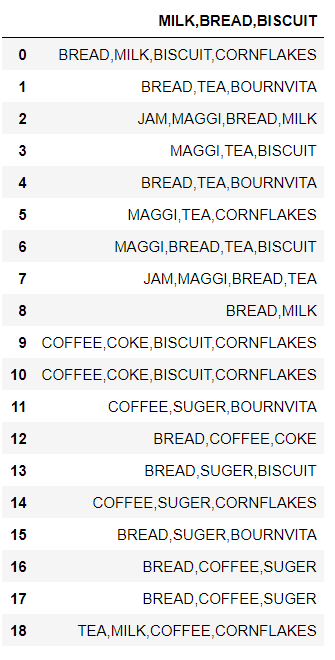 MILK,BREAD,BISCUIT
0 BREAD,MILK,BISCUIT,CORNFLAKES
1 BREAD,TEA,BOURNVITA
2 JAM,MAGGI,BREAD,MILK
3 MAGGI,TEA,BISCUIT
4 BREAD,TEA,BOURNVITA
5 MAGGI,TEA,CORNFLAKES
6 MAGGI,BREAD,TEA,BISCUIT
7 JAM,MAGGI,BREAD,TEA
8 BREAD,MILK
9 COFFEE,COKE,BISCUIT,CORNFLAKES
10 COFFEE,COKE,BISCUIT,CORNFLAKES
11 COFFEE,SUGER,BOURNVITA
12 BREAD,COFFEE,COKE
13 BREAD,SUGER,BISCUIT
14 COFFEE,SUGER,CORNFLAKES
15 BREAD,SUGER,BOURNVITA
16 BREAD,COFFEE,SUGER
17 BREAD,COFFEE,SUGER
18 TEA,MILK,COFFEE,CORNFLAKES